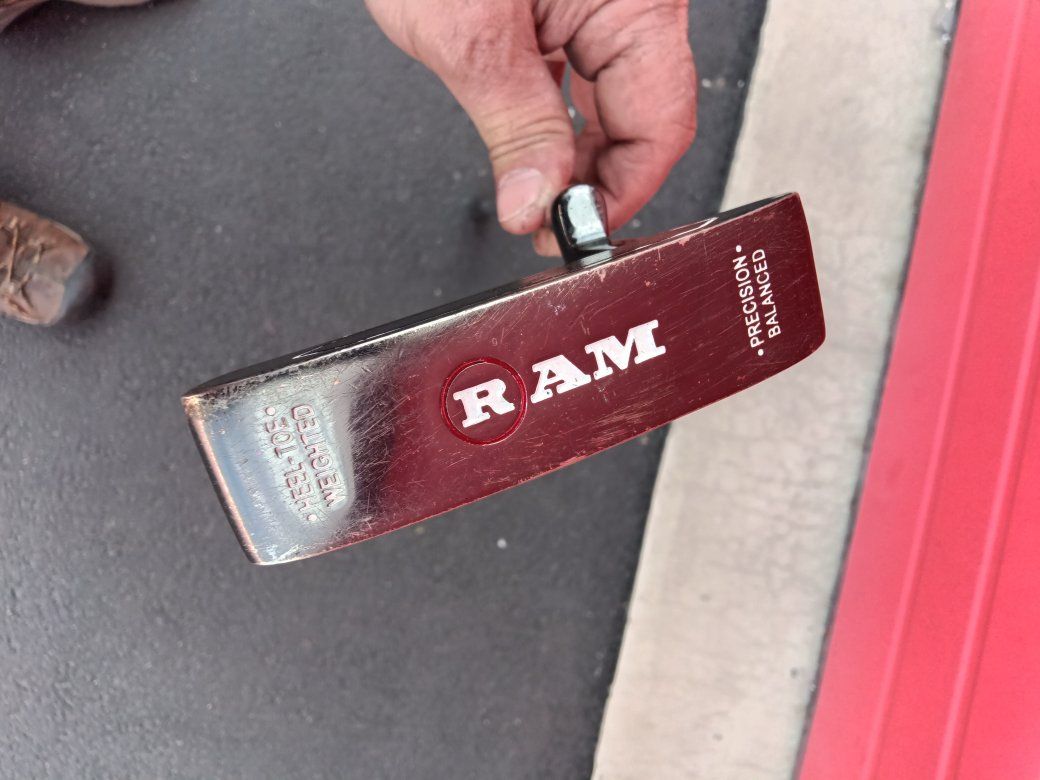 •HEEL-TOE•
WEIGHTED
RAM
•PRECISION•
BALANCED